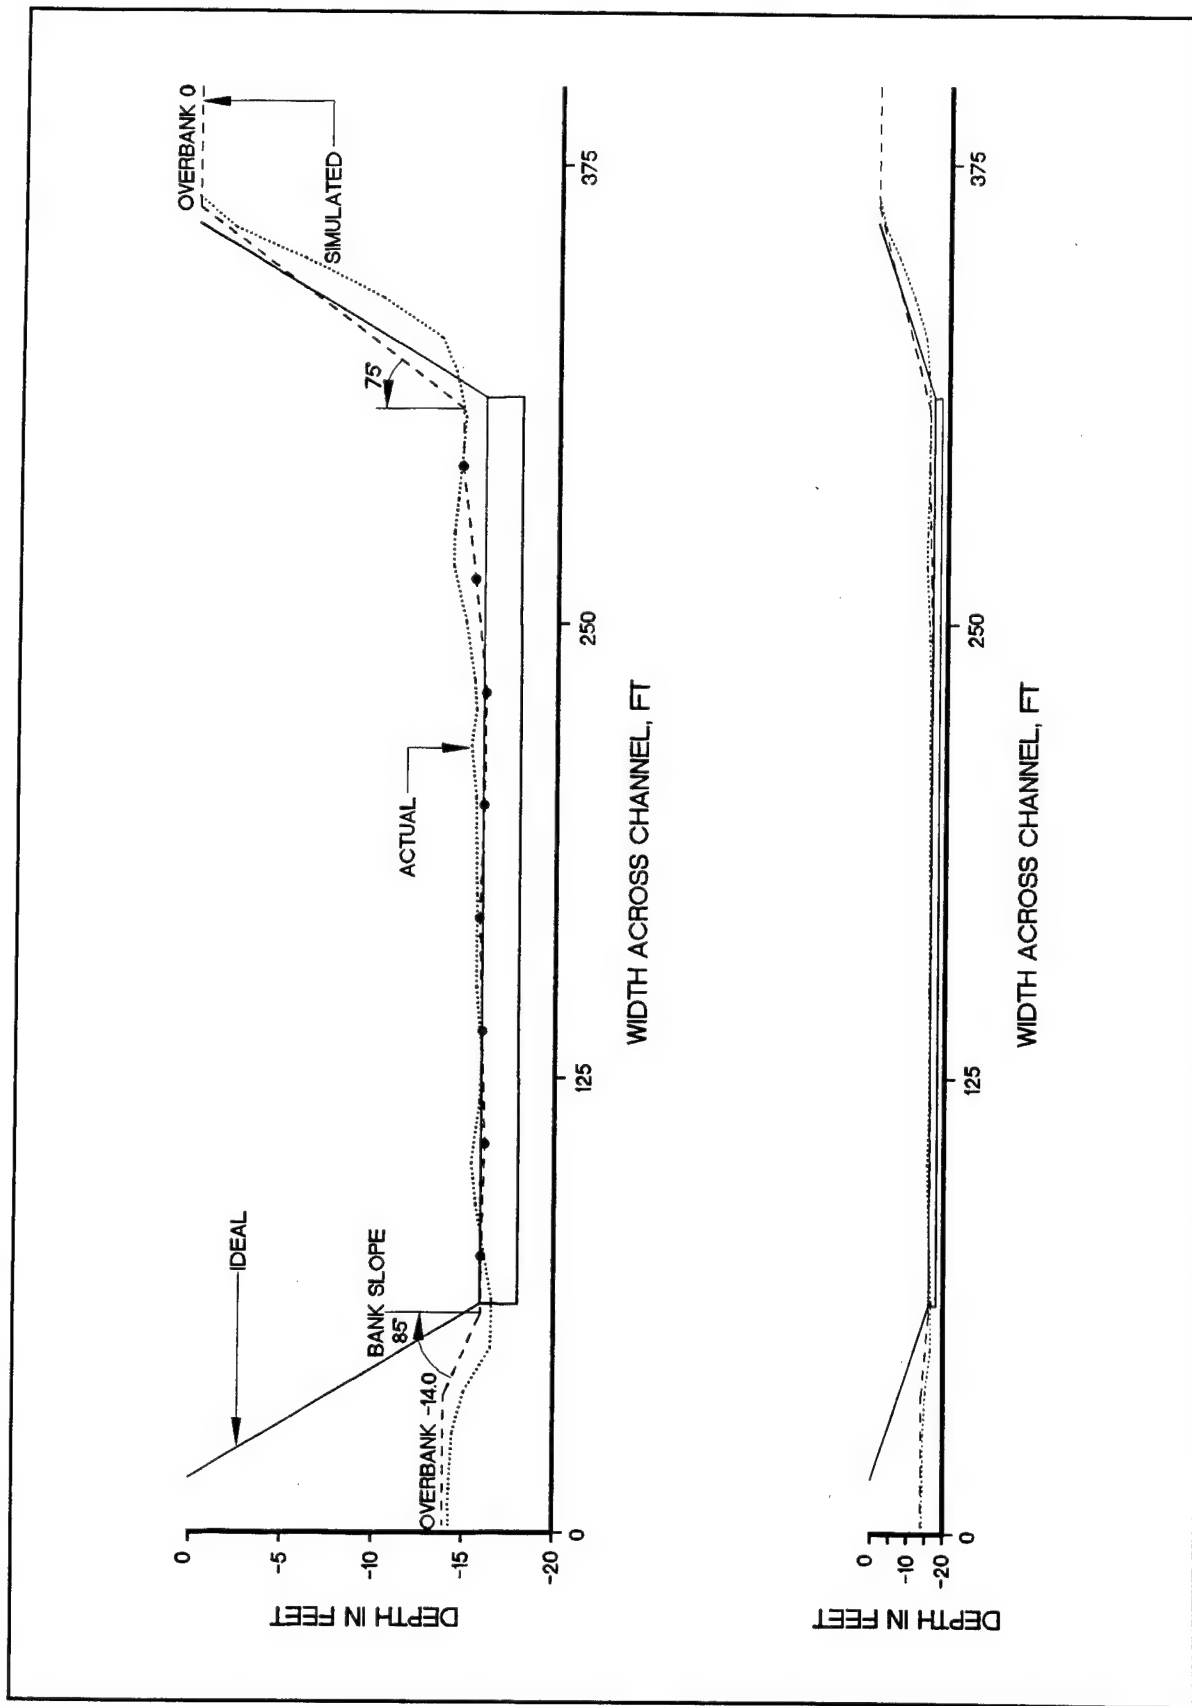 OVERBANK 0
SIMULATED
75°
ACTUAL
IDEAL
BANK SLOPE
85°
OVERBANK -14.0
0
-5
-10
-15
-20
DEPTH IN FEET
0
125
250
375
WIDTH ACROSS CHANNEL, FT
0
-10
-20
DEPTH IN FEET
0
125
250
375
WIDTH ACROSS CHANNEL, FT